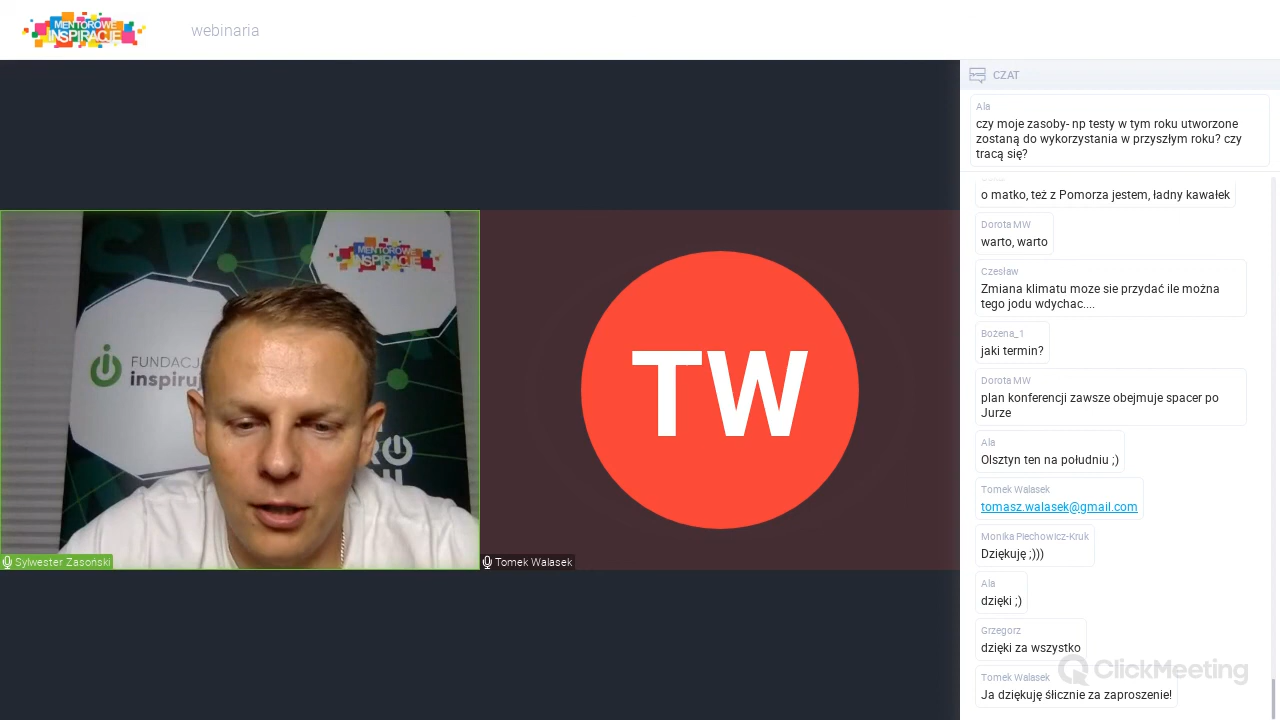 MENTOROWE
INSPIRACJE
webinaria
CZAT
Ala
czy moje zasoby- np testy w tym roku utworzone
zostaną do wykorzystania w przyszłym roku? czy
tracą się?
o matko, też z Pomorza jestem, ładny kawałek
Dorota MW
warto, warto
Czesław
Zmiana klimatu moze sie przydać ile można
tego jodu wdychac....
Bożena_1
jaki termin?
Dorota MW
plan konferencji zawsze obejmuje spacer po
Jurze
Ala
Olsztyn ten na południu ;)
Tomek Walasek
tomasz.walasek@gmail.com
Monika Piechowicz-Kruk
Dziękuję ;)))
Ala
dzięki ;)
Grzegorz
dzięki za wszystko
Tomek Walasek
Ja dziękuję śłicznie za zaproszenie!
ClickMeeting
MENTOROWE
INSPIRACJE
FUNDACJ
inspiruj
TW
Sylwester Zasoński
Tomek Walasek